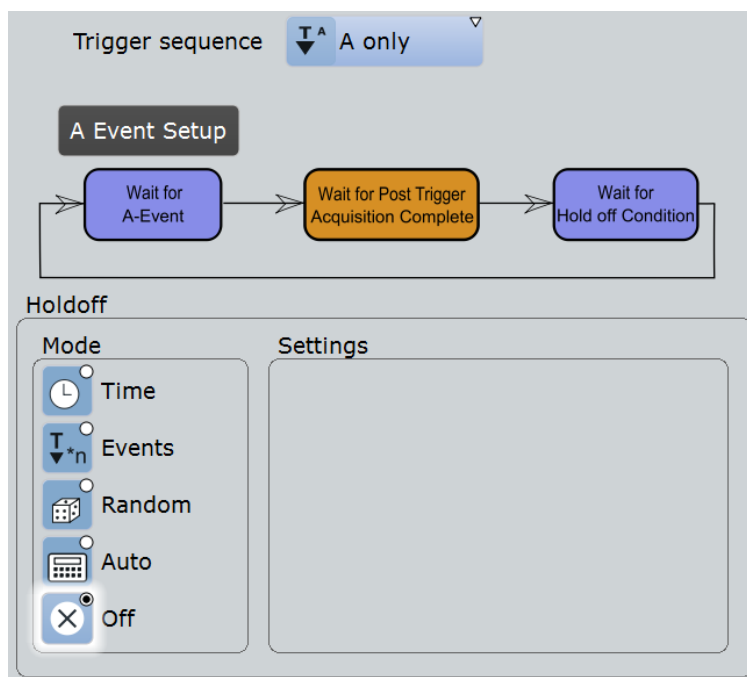 Trigger sequence
T A A only
A Event Setup
Wait for
A-Event
Wait for Post Trigger
Acquisition Complete
Wait for
Hold off Condition
Holdoff
Mode
Settings
Time
T *n Events
Random
Auto
Off